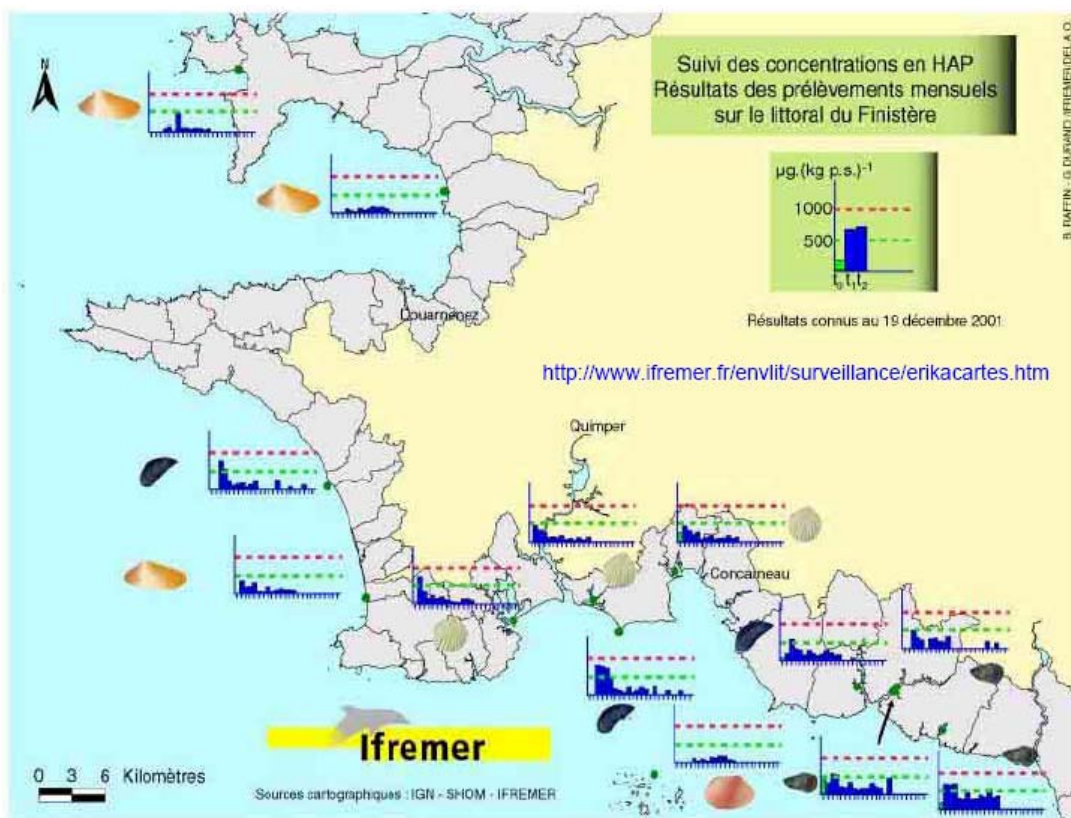 N
Suivi des concentrations en HAP
Résultats des prélèvements mensuels
sur le littoral du Finistère
µg.(kg p.s.)-1
1000
500
t0 t1 t2
Résultats connus au 19 décembre 2001
http://www.ifremer.fr/envlit/surveillance/erikacartes.htm
Douarnenez
Quimper
Concarneau
Ifremer
0 3 6 Kilomètres
Sources cartographiques : IGN - SHOM - IFREMER